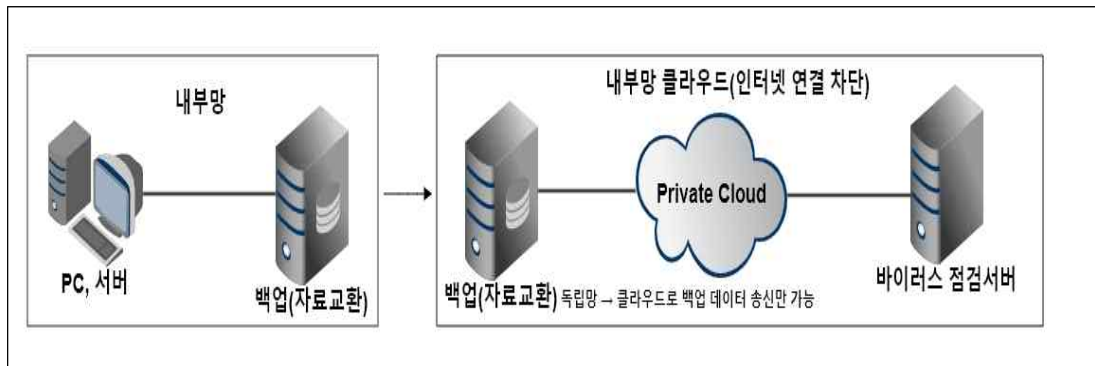 내부망
PC, 서버
백업(자료교환)
내부망 클라우드(인터넷 연결 차단)
Private Cloud
백업(자료교환) 독립망 → 클라우드로 백업 데이터 송신만 가능
바이러스 점검서버